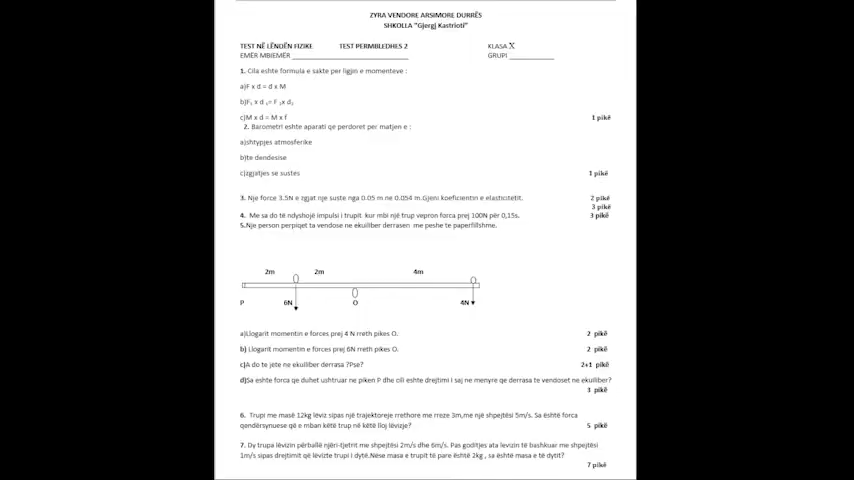 ZYRA VENDORE ARSIMORE DURRËS
SHKOLLA "Gjergj Kastrioti"
TEST NË LËNDËN FIZIKE TEST PERMBLEDHES 2 KLASA X
EMËR MBIEMËR ____________________ GRUPI ____________
1. Cila eshte formula e sakte per ligjin e momenteve :
a)F x d = d x M
b)F₁ x d ₁= F ₂x d₂
c)M x d = M x f 1 pikë
2. Barometri eshte aparati qe perdoret per matjen e :
a)shtypjes atmosferike
b)te dendesise
c)zgjatjes se sustes 1 pikë
3. Nje force 3.5N e zgjat nje suste nga 0.05 m ne 0.054 m.Gjeni koeficientin e elasticitetit. 2 pikë
3 pikë
4. Me sa do të ndyshojë impulsi i trupit kur mbi një trup vepron forca prej 100N për 0,15s. 3 pikë
5.Nje person perpiqet ta vendose ne ekuiliber derrasen me peshe te paperfillshme.
2m 2m 4m
P 6N O 4N
a)Llogarit momentin e forces prej 4 N rreth pikes O. 2 pikë
b) Llogarit momentin e forces prej 6N rreth pikes O. 2 pikë
c)A do te jete ne ekuiliber derrasa ?Pse? 2+1 pikë
d)Sa eshte forca qe duhet ushtruar ne piken P dhe cili eshte drejtimi i saj ne menyre qe derrasa te vendoset ne ekuiliber?
3 pikë
6. Trupi me masë 12kg lëviz sipas një trajektoreje rrethore me rreze 3m,me një shpejtësi 5m/s. Sa është forca
qendërsynuese që e mban këtë trup në këtë lloj lëvizje? 5 pikë
7. Dy trupa lëvizin përballë njëri-tjetrit me shpejtësi 2m/s dhe 6m/s. Pas goditjes ata levizin të bashkuar me shpejtësi
1m/s sipas drejtimit që lëvizte trupi i dytë.Nëse masa e trupit të pare është 2kg , sa është masa e të dytit?
7 pikë